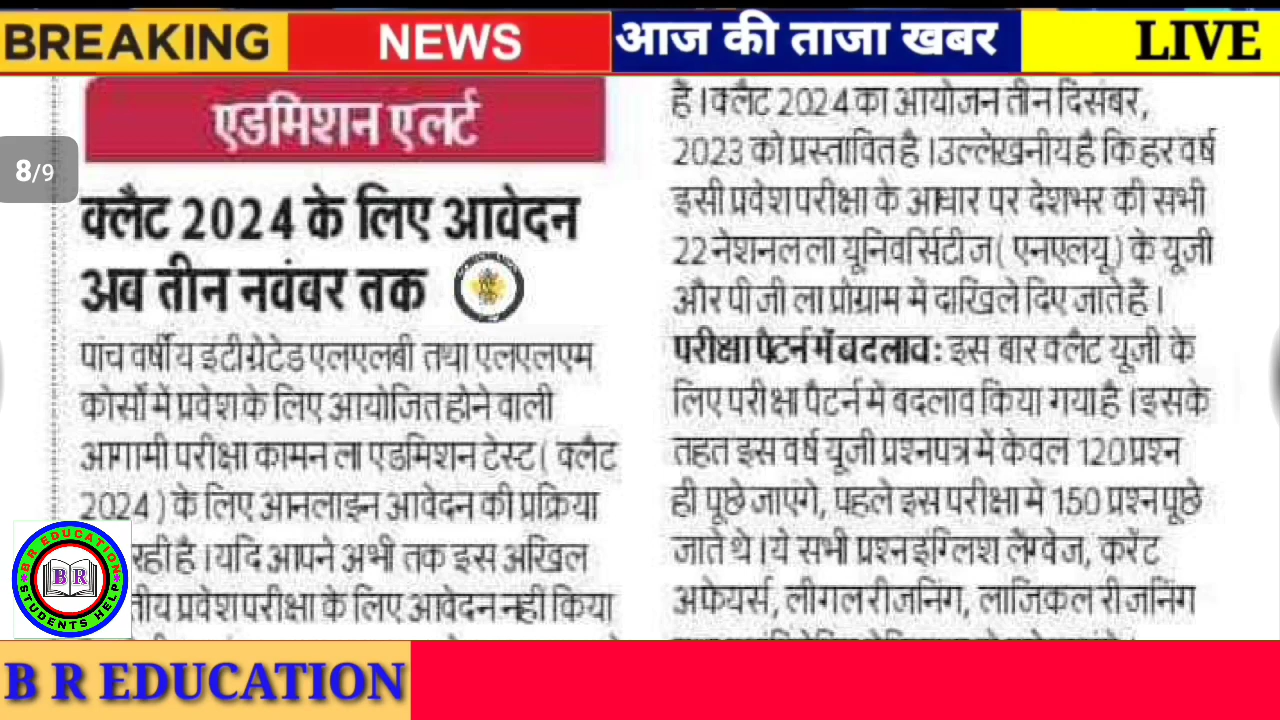 BREAKING NEWS आज की ताजा खबर LIVE
एडमिशन एलर्ट
8/9
क्लैट 2024 के लिए आवेदन
अब तीन नवंबर तक
पांच वर्षीय इंटीग्रेटेड एलएलबी तथा एलएलएम
कोर्सों में प्रवेश के लिए आयोजित होने वाली
आगामी परीक्षा कामन ला एडमिशन टेस्ट ( क्लैट
2024 ) के लिए आनलाइन आवेदन की प्रक्रिया
रही है । यदि आपने अभी तक इस अखिल
तीय प्रवेश परीक्षा के लिए आवेदन नहीं किया
है । क्लैट 2024 का आयोजन तीन दिसंबर,
2023 को प्रस्तावित है । उल्लेखनीय है कि हर वर्ष
इसी प्रवेश परीक्षा के आधार पर देशभर की सभी
22 नेशनल ला यूनिवर्सिटीज ( एनएलयू ) के यूजी
और पीजी ला प्रोग्राम में दाखिले दिए जाते हैं ।
परीक्षा पैटर्न में बदलाव : इस बार क्लैट यूजी के
लिए परीक्षा पैटर्न में बदलाव किया गया है । इसके
तहत इस वर्ष यूजी प्रश्नपत्र में केवल 120 प्रश्न
ही पूछे जाएंगे, पहले इस परीक्षा में 150 प्रश्न पूछे
जाते थे । ये सभी प्रश्न इंग्लिश लैंग्वेज, करेंट
अफेयर्स, लीगल रीजनिंग, लाजिकल रीजनिंग
BR EDUCATION
BR
STUDENTS HELP
B R EDUCATION